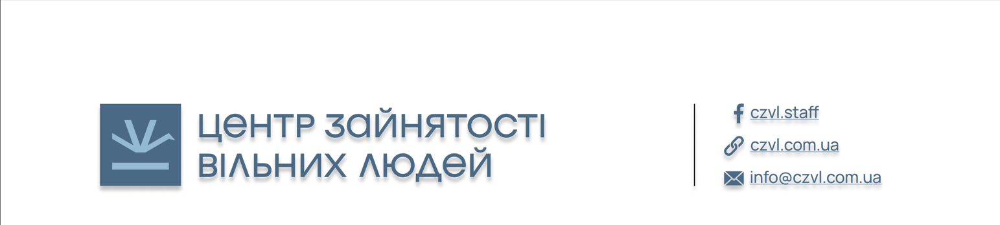 центр зайнятості
вільних людей
czvl.staff
czvl.com.ua
info@czvl.com.ua